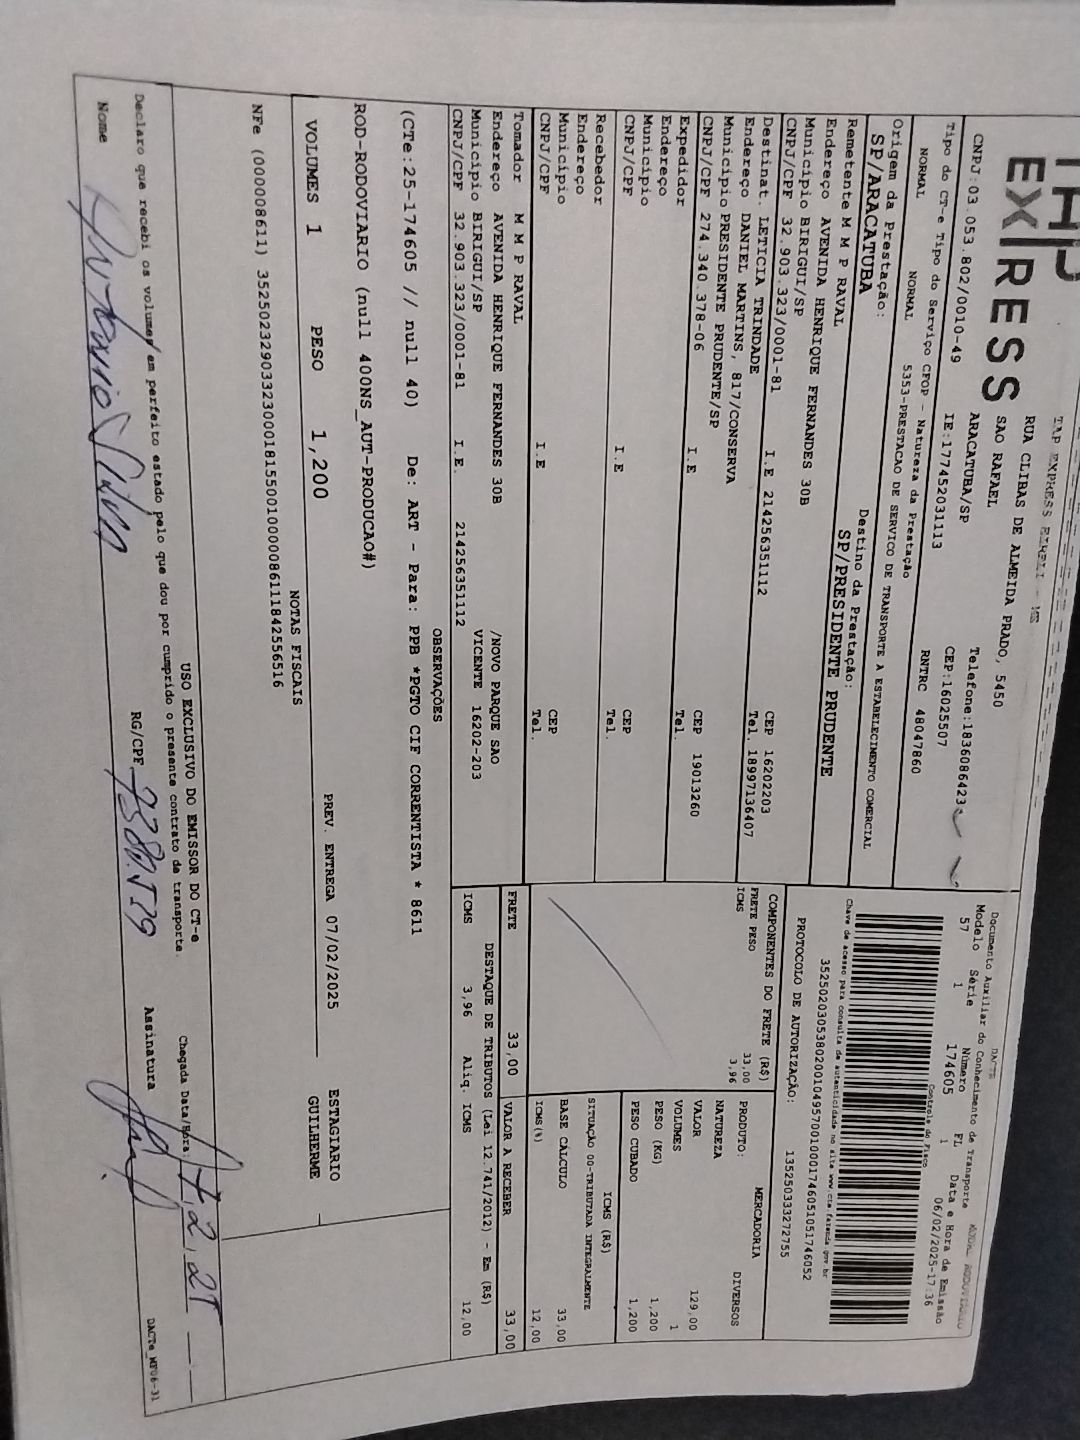 EXPRESS
TAP EXPRESS EIRELI - ME
RUA CLIBAS DE ALMEIDA PRADO, 5450
SAO RAFAEL
ARACATUBA/SP
Telefone:1836086423
CNPJ:03.053.802/0010-49 IE:177452031113 CEP:16025507
Tipo do CT-e Tipo do Serviço CFOP - Natureza da Prestação RNTRC 48047860
NORMAL NORMAL 5353-PRESTACAO DE SERVICO DE TRANSPORTE A ESTABELECIMENTO COMERCIAL
Origem da Prestação: Destino da Prestação:
SP/ARACATUBA SP/PRESIDENTE PRUDENTE
Remetente M M P RAVAL
Endereço AVENIDA HENRIQUE FERNANDES 30B
Município BIRIGUI/SP CEP 16202203
CNPJ/CPF 32.903.323/0001-81 I.E 214256351112 Tel. 18997136407
Destinat. LETICIA TRINDADE
Endereço DANIEL MARTINS, 817/CONSERVA
Município PRESIDENTE PRUDENTE/SP CEP 19013260
CNPJ/CPF 274.340.378-06 I.E Tel.
Expedidor
Endereço
Município CEP
CNPJ/CPF I.E Tel.
Recebedor
Endereço
Município CEP
CNPJ/CPF I.E Tel.
Tomador M M P RAVAL
Endereço AVENIDA HENRIQUE FERNANDES 30B /NOVO PARQUE SAO
Município BIRIGUI/SP VICENTE 16202-203
CNPJ/CPF 32.903.323/0001-81 I.E. 214256351112
DACTE
MODAL RODOVIÁRIO
Documento Auxiliar do Conhecimento de Transporte
Modelo Série Número FL Data e Hora de Emissão
57 1 174605 1 06/02/2025-17:36
Controle do Fisco
Chave de acesso para consulta de autenticidade no site www.cte.fazenda.gov.br
35250203053802001049570010001746051051746052
PROTOCOLO DE AUTORIZAÇÃO: 135250333272755
COMPONENTES DO FRETE (R$)
FRETE PESO 33,00
ICMS 3,96
MERCADORIA
PRODUTO: DIVERSOS
NATUREZA
VALOR 129,00
VOLUMES 1
PESO (KG) 1,200
PESO CUBADO 1,200
ICMS (R$)
SITUAÇÃO 00-TRIBUTADA INTEGRALMENTE
BASE CÁLCULO 33,00
ICMS(%) 12,00
FRETE 33,00 VALOR A RECEBER 33,00
DESTAQUE DE TRIBUTOS (Lei 12.741/2012) - Em (R$)
ICMS 3,96 Aliq. ICMS 12,00
OBSERVAÇÕES
(CTe:25-174605 // null 40) De: ART - Para: PPB *PGTO CIF CORRENTISTA * 8611
ROD-RODOVIARIO (null 400NS_AUT-PRODUCAO#)
ESTAGIARIO
VOLUMES 1 PESO 1,200 PREV. ENTREGA 07/02/2025 GUILHERME
NOTAS FISCAIS
NFe (000008611) 35250232903323000181550010000086111842556516
USO EXCLUSIVO DO EMISSOR DO CT-e
Declaro que recebi os volumes em perfeito estado pelo que dou por cumprido o presente contrato de transporte. Chegada Data/Hora:
Nome RG/CPF Assinatura
DACTe_MT06-31